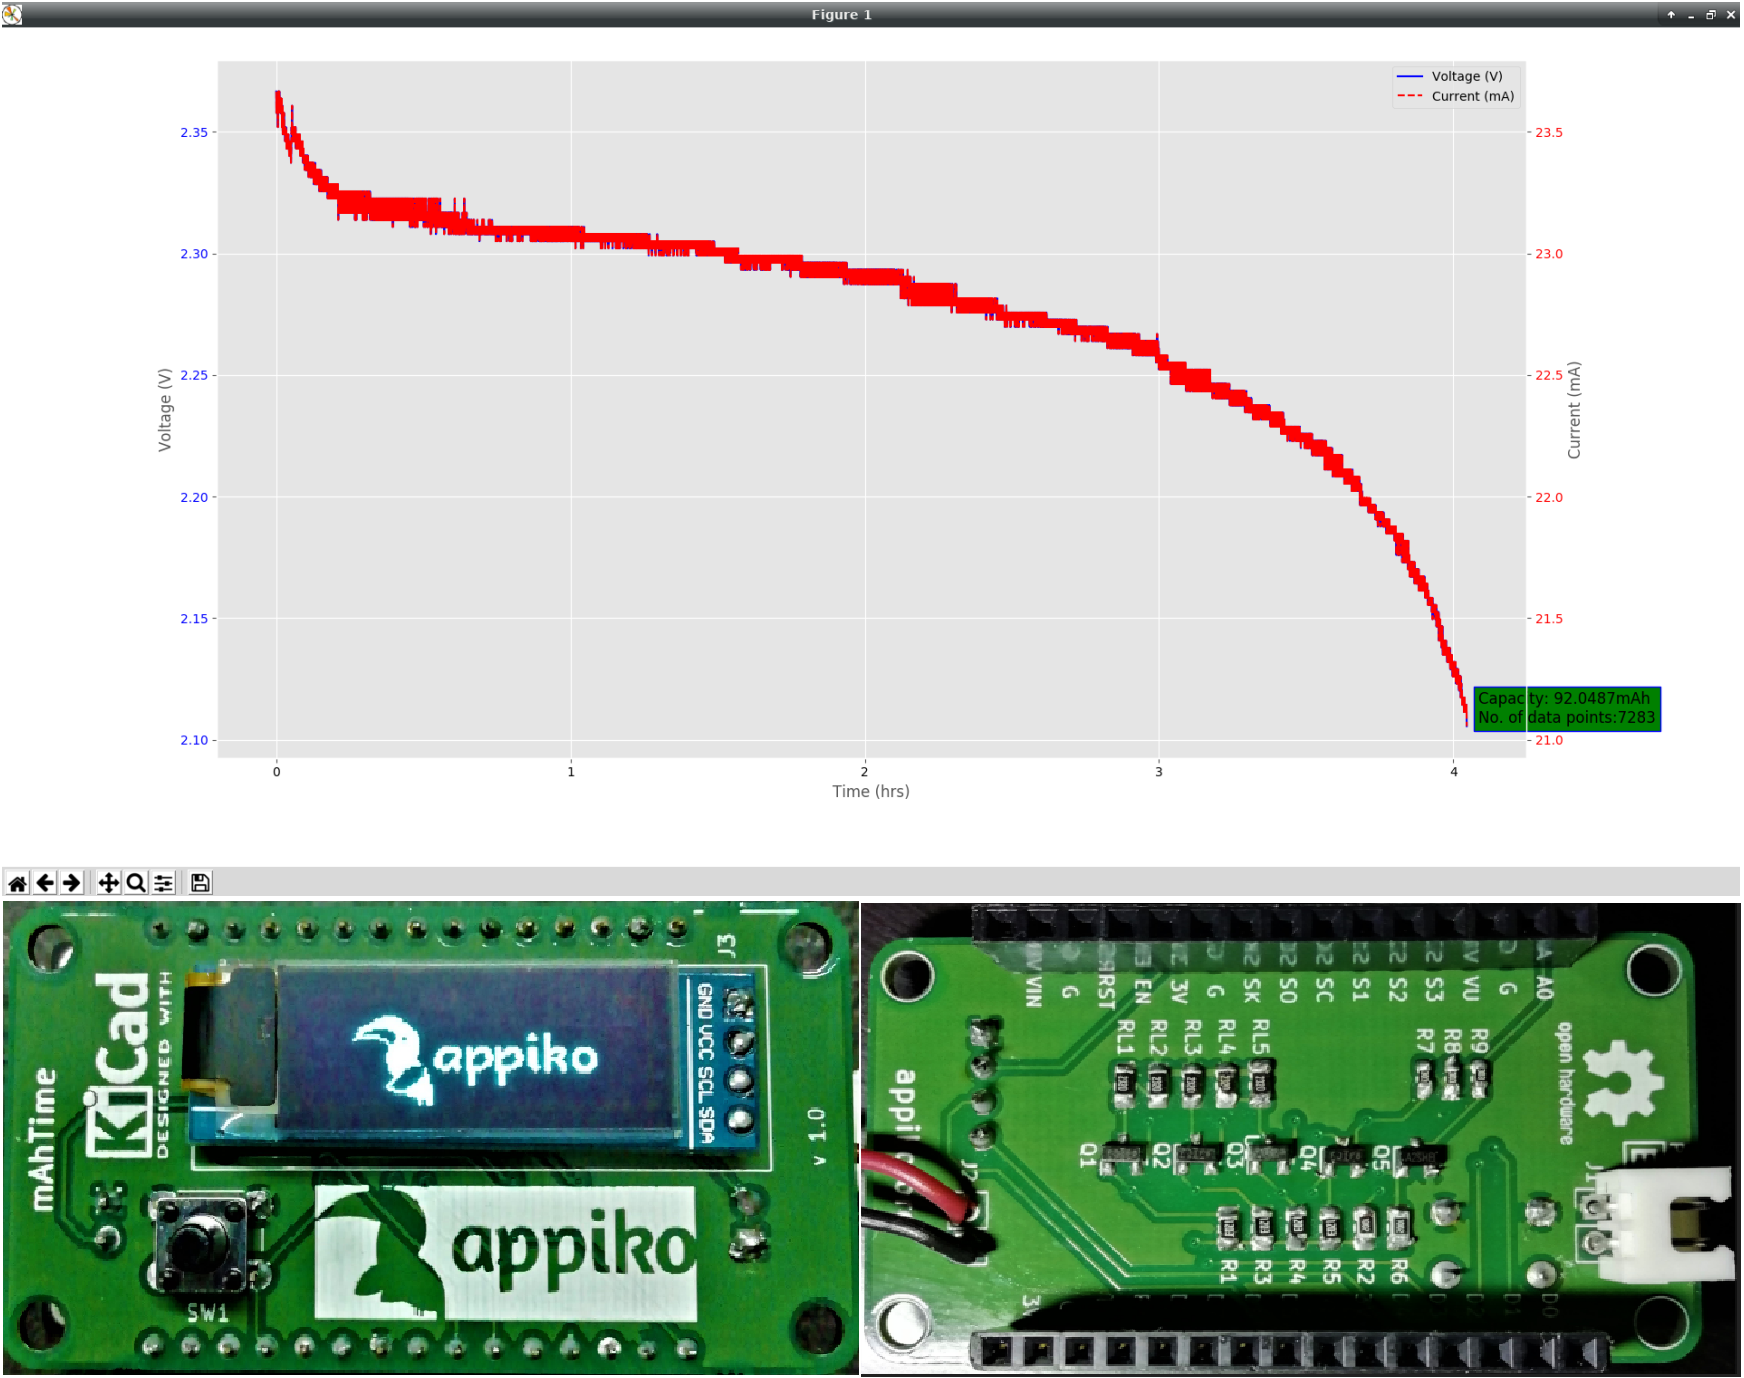 Figure 1
Voltage (V)
Current (mA)
2.35
2.30
2.25
2.20
2.15
2.10
Voltage (V)
23.5
23.0
22.5
22.0
21.5
21.0
Current (mA)
Capacity: 92.0487mAh
No. of data points:7283
0 1 2 3 4
Time (hrs)
J3
KiCad
DESIGNED WITH
mAhTime
appiko
GND VCC SCL SDA
v 1.0
appiko
SW1
VIN G RST EN 3V G SK SO SC S1 S2 S3 VU G A0
RL1 RL2 RL3 RL4 RL5
R7 R8 R9
open hardware
Q1 Q2 Q3 Q4 Q5
R1 R3 R4 R5 R2 R6
D0